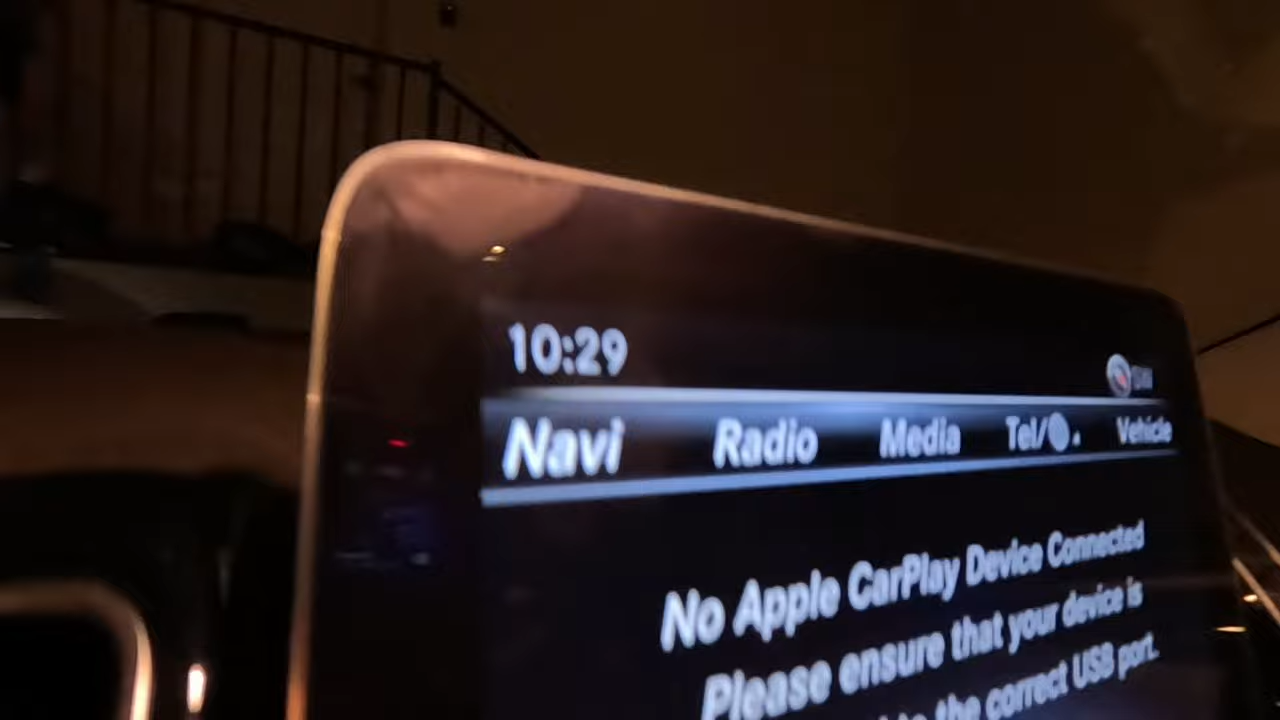 10:29
Navi Radio Media Tel/ Vehicle
No Apple CarPlay Device Connected
Please ensure that your device is
to the correct USB port.